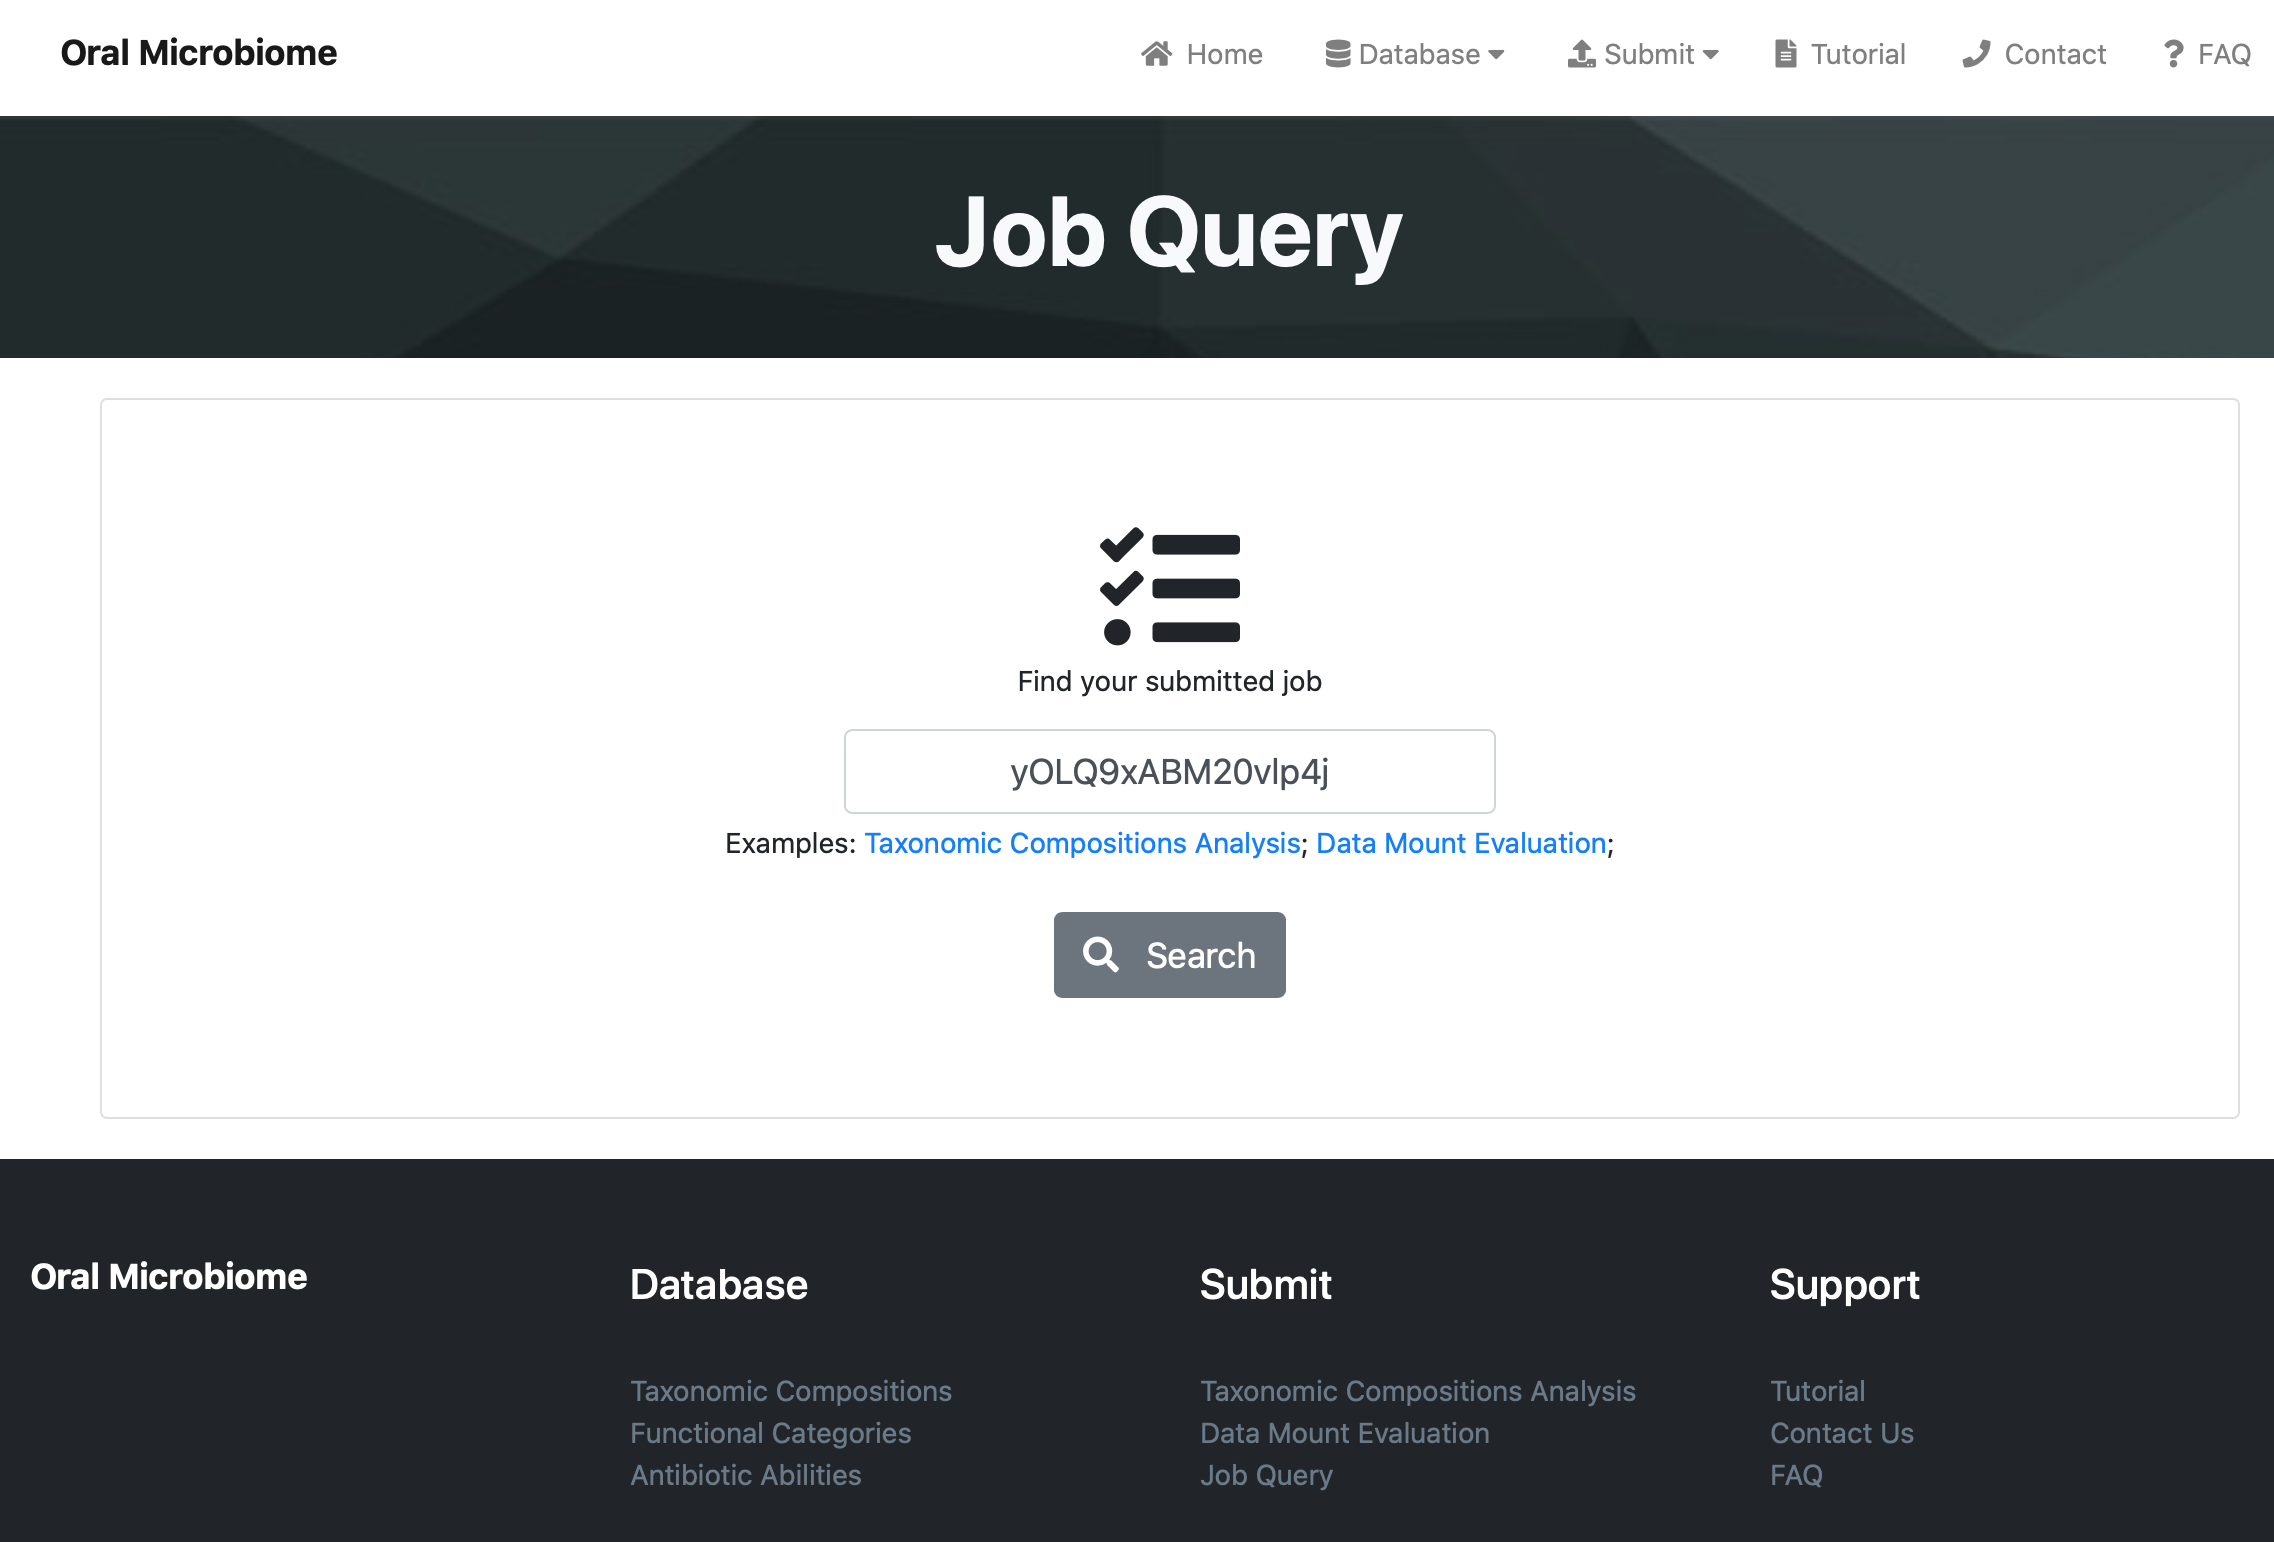 Oral Microbiome
Home
Database
Submit
Tutorial
Contact
FAQ
Job Query
Find your submitted job
yOLQ9xABM20vlp4j
Examples: Taxonomic Compositions Analysis; Data Mount Evaluation;
Search
Oral Microbiome
Database
Taxonomic Compositions
Functional Categories
Antibiotic Abilities
Submit
Taxonomic Compositions Analysis
Data Mount Evaluation
Job Query
Support
Tutorial
Contact Us
FAQ